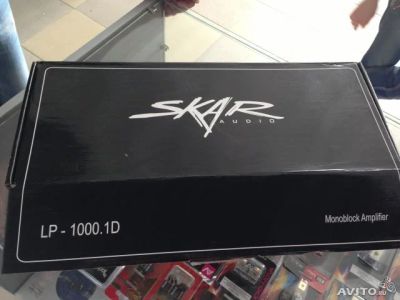 SKAR
AUDIO
LP - 1000.1D
Monoblock Amplifier
AVITO.ru